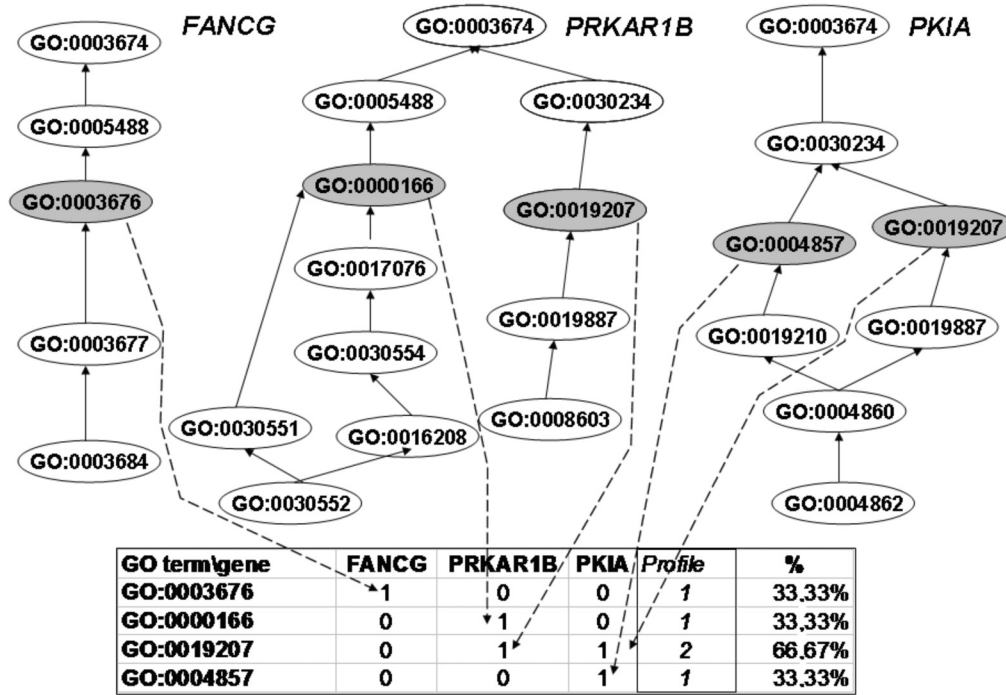 FANCG
GO:0003674
GO:0005488
GO:0003676
GO:0003677
GO:0003684
PRKAR1B
GO:0003674
GO:0005488
GO:0030234
GO:0000166
GO:0019207
GO:0017076
GO:0019887
GO:0030554
GO:0008603
GO:0030551
GO:0016208
GO:0030552
PKIA
GO:0003674
GO:0030234
GO:0004857
GO:0019207
GO:0019210
GO:0019887
GO:0004860
GO:0004862
GO term\gene FANCG PRKAR1B PKIA Profile %
GO:0003676 1 0 0 1 33,33%
GO:0000166 0 1 0 1 33,33%
GO:0019207 0 1 1 2 66,67%
GO:0004857 0 0 1 1 33,33%